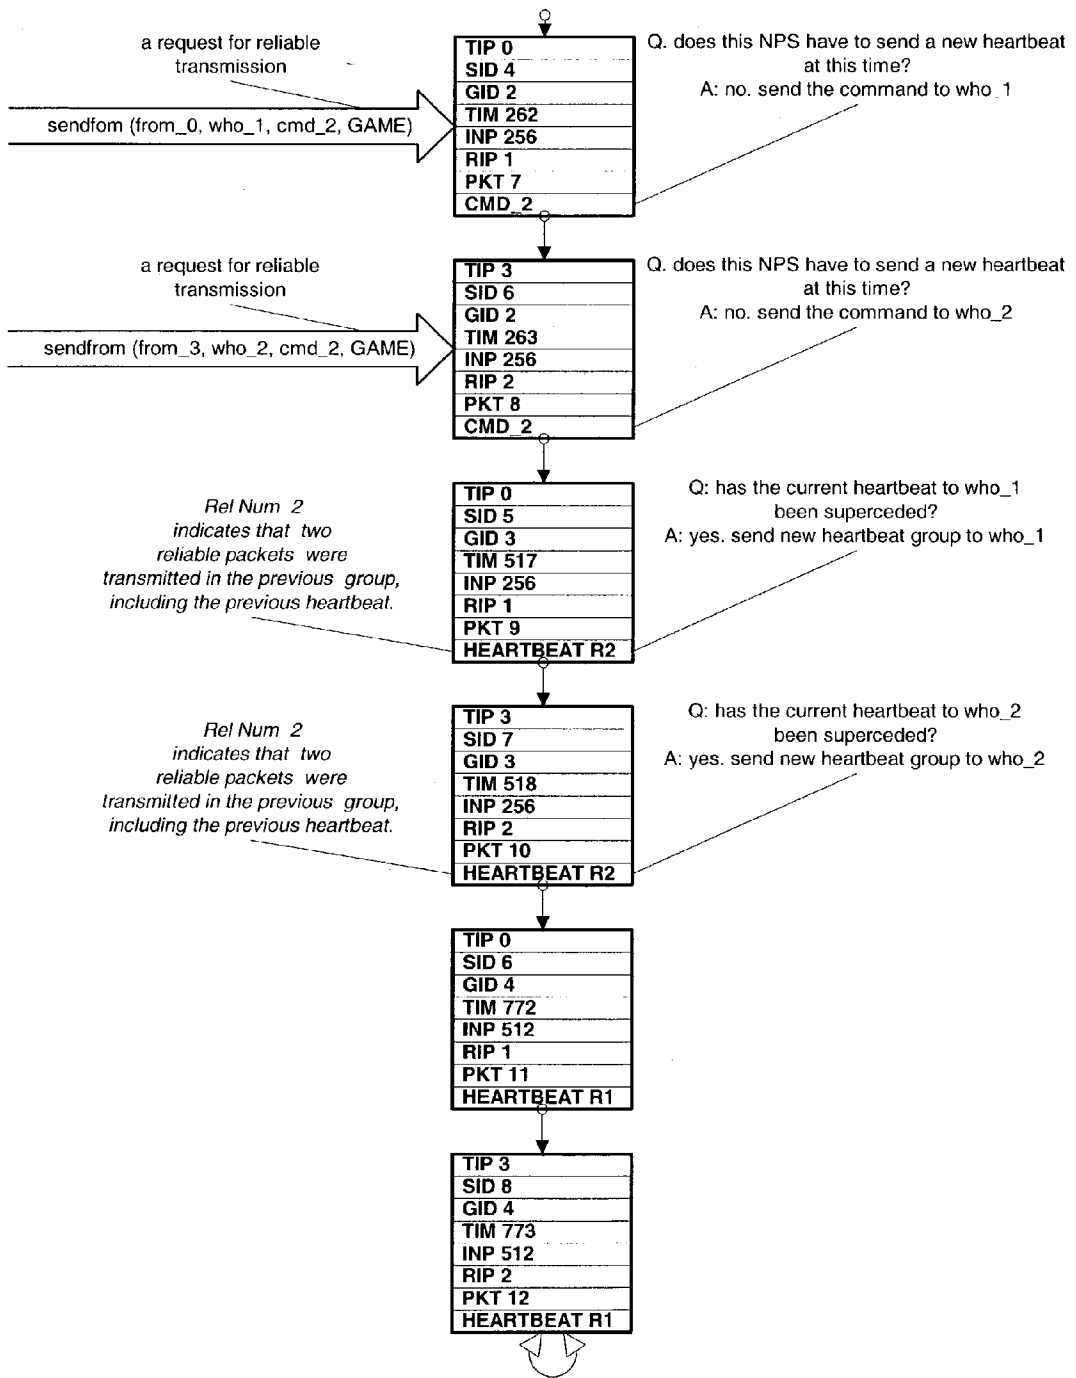 a request for reliable
transmission
sendfom (from_0, who_1, cmd_2, GAME)
TIP 0
SID 4
GID 2
TIM 262
INP 256
RIP 1
PKT 7
CMD_2
Q. does this NPS have to send a new heartbeat
at this time?
A: no. send the command to who_1
a request for reliable
transmission
sendfrom (from_3, who_2, cmd_2, GAME)
TIP 3
SID 6
GID 2
TIM 263
INP 256
RIP 2
PKT 8
CMD_2
Q. does this NPS have to send a new heartbeat
at this time?
A: no. send the command to who_2
Rel Num 2
indicates that two
reliable packets were
transmitted in the previous group,
including the previous heartbeat.
TIP 0
SID 5
GID 3
TIM 517
INP 256
RIP 1
PKT 9
HEARTBEAT R2
Q: has the current heartbeat to who_1
been superceded?
A: yes. send new heartbeat group to who_1
Rel Num 2
indicates that two
reliable packets were
transmitted in the previous group,
including the previous heartbeat.
TIP 3
SID 7
GID 3
TIM 518
INP 256
RIP 2
PKT 10
HEARTBEAT R2
Q: has the current heartbeat to who_2
been superceded?
A: yes. send new heartbeat group to who_2
TIP 0
SID 6
GID 4
TIM 772
INP 512
RIP 1
PKT 11
HEARTBEAT R1
TIP 3
SID 8
GID 4
TIM 773
INP 512
RIP 2
PKT 12
HEARTBEAT R1